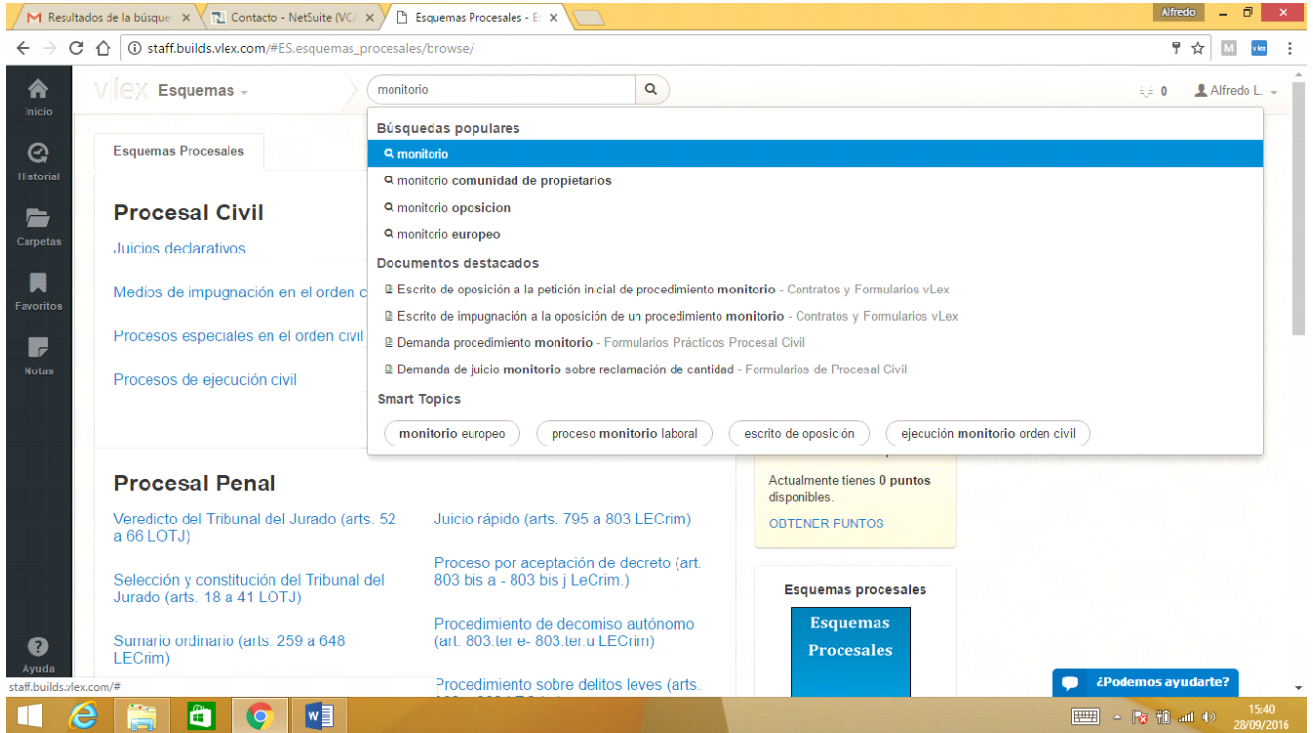 Resultados de la búsque
Contacto - NetSuite (VCA
Esquemas Procesales - E
Alfredo
staff.builds.vlex.com/#ES.esquemas_procesales/browse/
Inicio
Historial
Carpetas
Favoritos
Notas
Ayuda
vlex Esquemas
monitorio
0
Alfredo L.
Búsquedas populares
monitorio
monitorio comunidad de propietarios
monitorio oposicion
monitorio europeo
Documentos destacados
Escrito de oposición a la petición inicial de procedimiento monitorio - Contratos y Formularios vLex
Escrito de impugnación a la oposición de un procedimiento monitorio - Contratos y Formularios vLex
Demanda procedimiento monitorio - Formularios Prácticos Procesal Civil
Demanda de juicio monitorio sobre reclamación de cantidad - Formularios de Procesal Civil
Smart Topics
monitorio europeo
proceso monitorio laboral
escrito de oposición
ejecución monitorio orden civil
Esquemas Procesales
Procesal Civil
Juicios declarativos
Medios de impugnación en el orden c
Procesos especiales en el orden civil
Procesos de ejecución civil
Procesal Penal
Veredicto del Tribunal del Jurado (arts. 52
a 66 LOTJ)
Selección y constitución del Tribunal del
Jurado (arts. 18 a 41 LOTJ)
Sumario ordinario (arts. 259 a 648
LECrim)
Juicio rápido (arts. 795 a 803 LECrim)
Proceso por aceptación de decreto (art.
803 bis a - 803 bis j LeCrim.)
Procedimiento de decomiso autónomo
(art. 803.ter e- 803.ter.u LECrim)
Procedimiento sobre delitos leves (arts.
Actualmente tienes 0 puntos
disponibles.
OBTENER PUNTOS
Esquemas procesales
Esquemas
Procesales
¿Podemos ayudarte?
staff.builds.vlex.com/#
15:40
28/09/2016